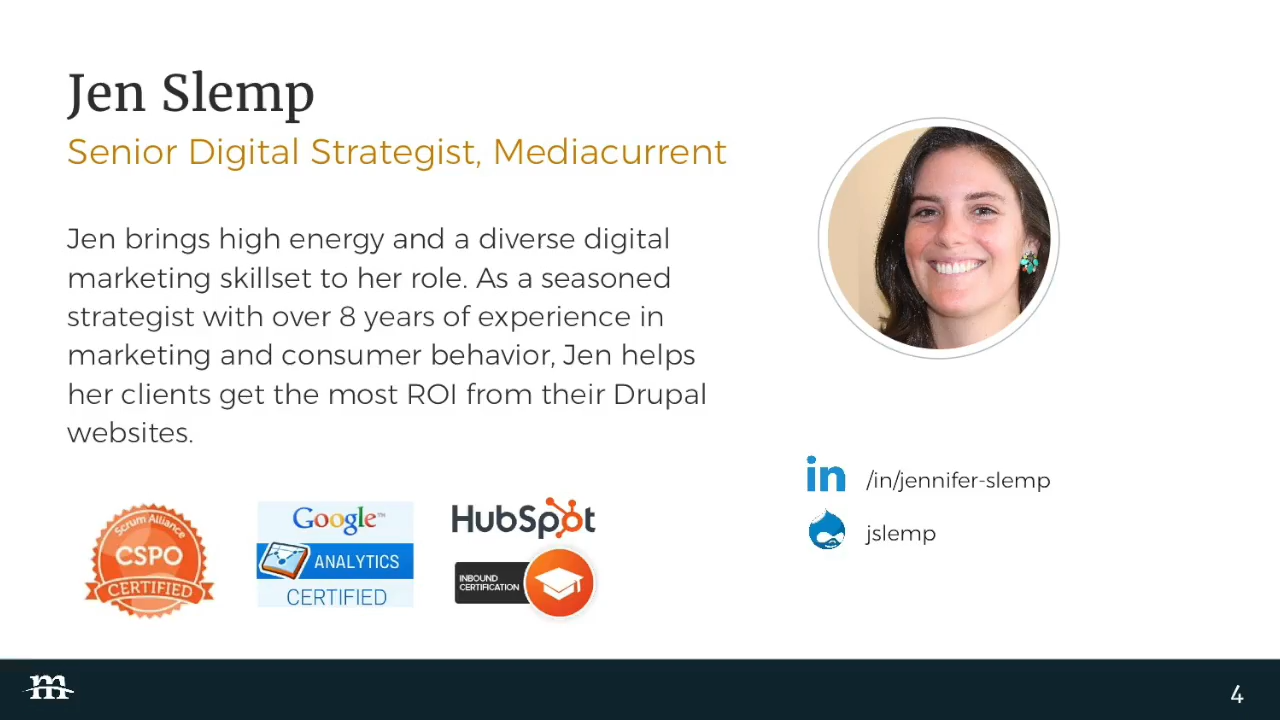 Jen Slemp
Senior Digital Strategist, Mediacurrent
Jen brings high energy and a diverse digital
marketing skillset to her role. As a seasoned
strategist with over 8 years of experience in
marketing and consumer behavior, Jen helps
her clients get the most ROI from their Drupal
websites.
Scrum Alliance
CSPO
CERTIFIED
Google™
ANALYTICS
CERTIFIED
HubSpot
INBOUND
CERTIFICATION
in /in/jennifer-slemp
jslemp
m
4